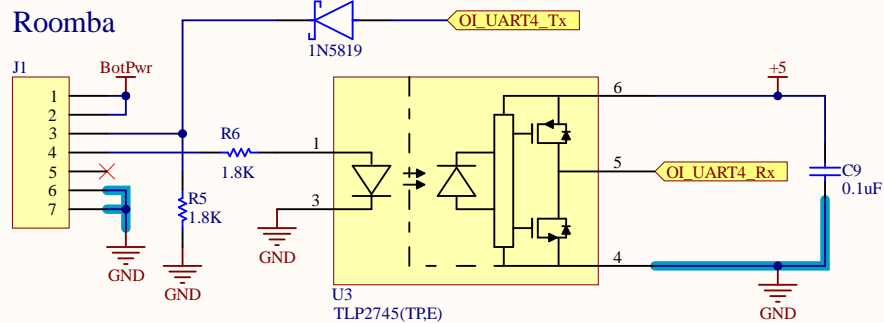 Roomba
OI_UART4_Tx
1N5819
J1
BotPwr
+5
1
2
3
4
5
6
7
R6
1.8K
R5
1.8K
1
3
6
5
4
OI_UART4_Rx
C9
0.1uF
GND
GND
GND
GND
U3
TLP2745(TP,E)